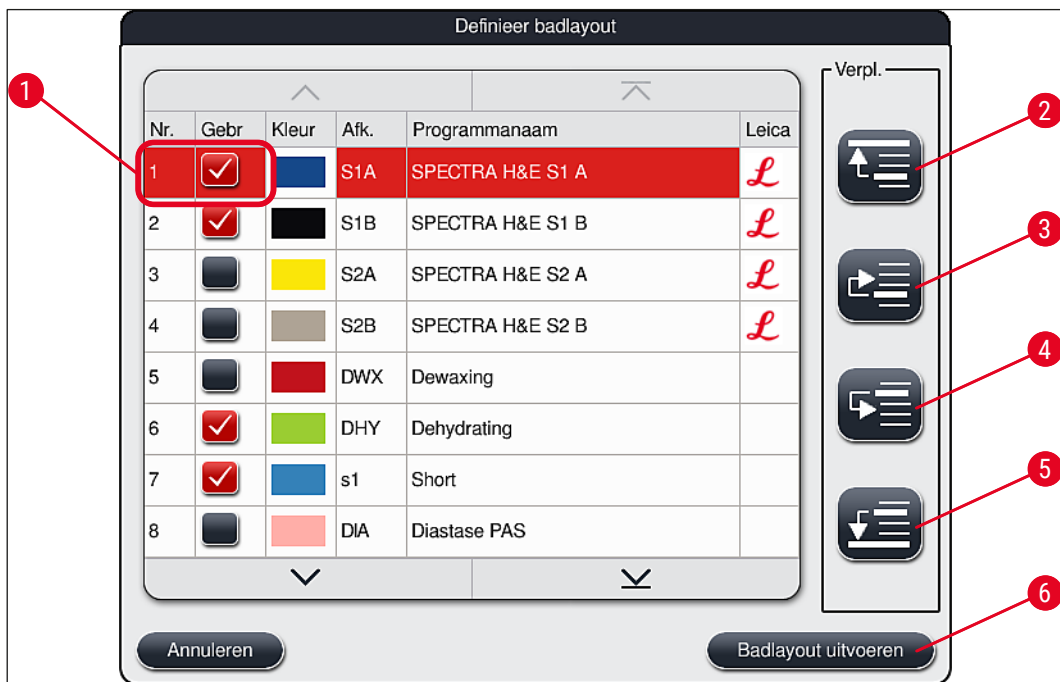 Definieer badlayout
Verpl.
1
2
3
4
5
6
Nr. Gebr Kleur Afk. Programmanaam Leica
1 S1A SPECTRA H&E S1 A L
2 S1B SPECTRA H&E S1 B L
3 S2A SPECTRA H&E S2 A L
4 S2B SPECTRA H&E S2 B L
5 DWX Dewaxing
6 DHY Dehydrating
7 s1 Short
8 DIA Diastase PAS
Annuleren
Badlayout uitvoeren